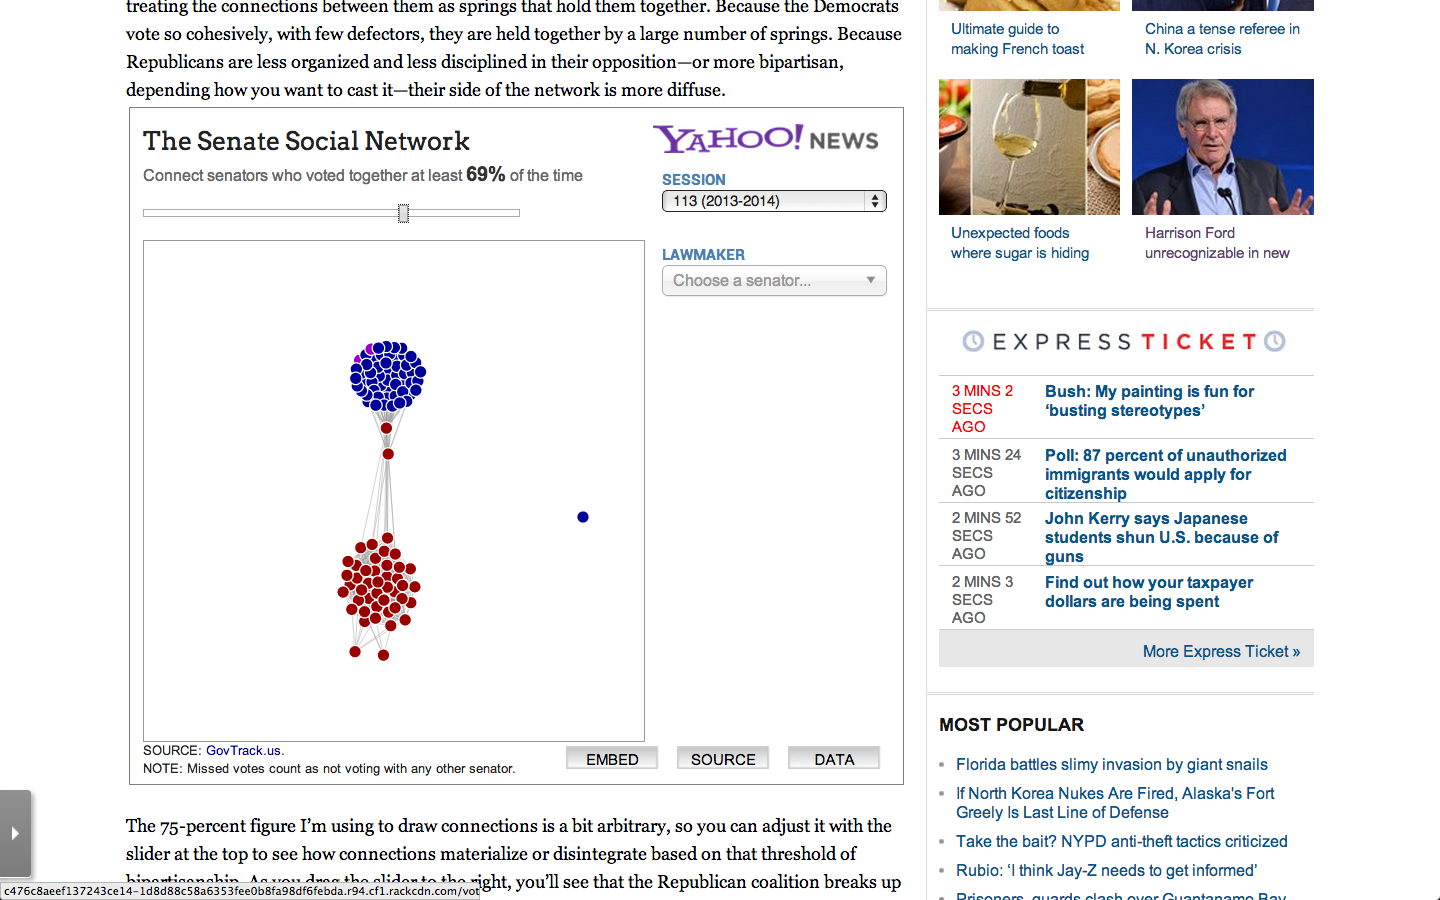 treating the connections between them as springs that hold them together. Because the Democrats
vote so cohesively, with few defectors, they are held together by a large number of springs. Because
Republicans are less organized and less disciplined in their opposition—or more bipartisan,
depending how you want to cast it—their side of the network is more diffuse.
The Senate Social Network
Connect senators who voted together at least 69% of the time
YAHOO! NEWS
SESSION
113 (2013-2014)
LAWMAKER
Choose a senator...
SOURCE: GovTrack.us.
NOTE: Missed votes count as not voting with any other senator.
EMBED
SOURCE
DATA
The 75-percent figure I'm using to draw connections is a bit arbitrary, so you can adjust it with the
slider at the top to see how connections materialize or disintegrate based on that threshold of
bipartisanship. As you drag the slider to the right, you'll see that the Republican coalition breaks up
c476c8aeef137243ce14-1d8d88c58a6353fee0b8fa98df6febda.r94.cf1.rackcdn.com/vot
Ultimate guide to
making French toast
China a tense referee in
N. Korea crisis
Unexpected foods
where sugar is hiding
Harrison Ford
unrecognizable in new
EXPRESS TICKET
3 MINS 2
SECS
AGO
Bush: My painting is fun for
‘busting stereotypes’
3 MINS 24
SECS
AGO
Poll: 87 percent of unauthorized
immigrants would apply for
citizenship
2 MINS 52
SECS
AGO
John Kerry says Japanese
students shun U.S. because of
guns
2 MINS 3
SECS
AGO
Find out how your taxpayer
dollars are being spent
More Express Ticket »
MOST POPULAR
Florida battles slimy invasion by giant snails
If North Korea Nukes Are Fired, Alaska's Fort
Greely Is Last Line of Defense
Take the bait? NYPD anti-theft tactics criticized
Rubio: ‘I think Jay-Z needs to get informed’
Prisoners, guards clash over Guantanamo Bay